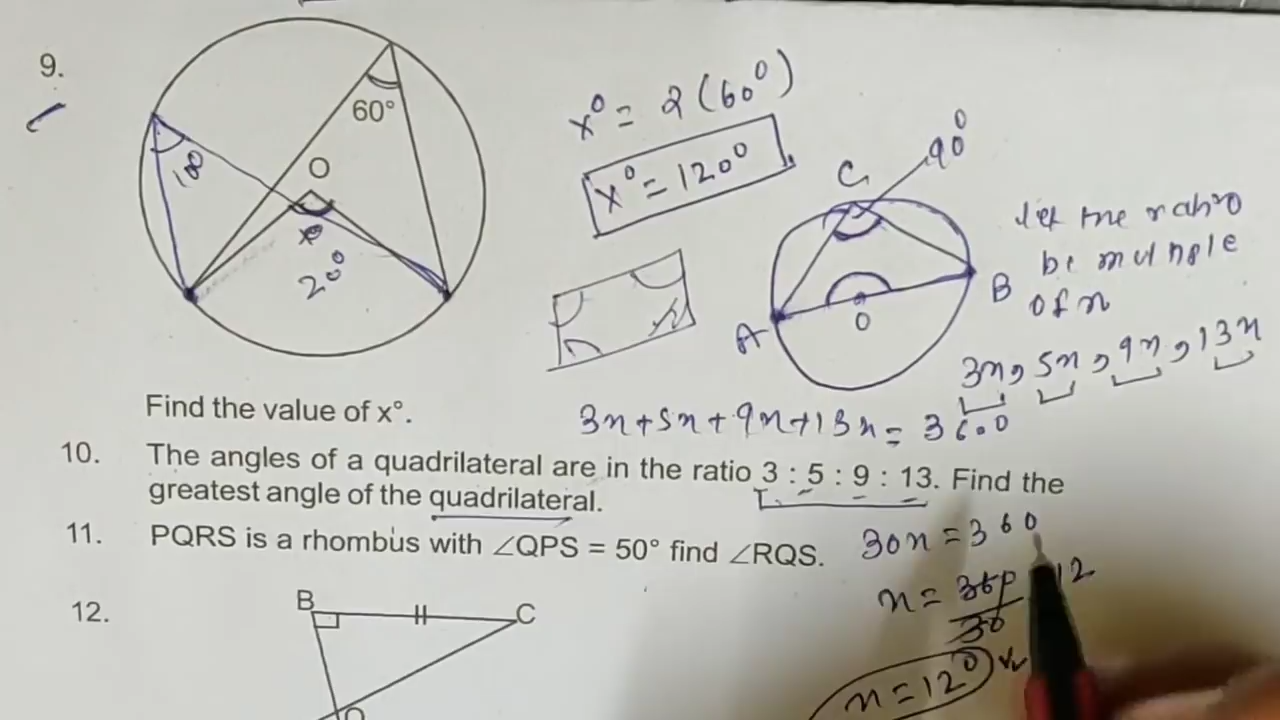 9.
60°
O
100
x°
200
x° = 2 (60°)
x° = 120°
90°
C
A
B
O
let the ratio
be multiple
of x
3x, 5x, 9x, 13x
Find the value of x°.
3x+5x+9x+13x = 360°
10. The angles of a quadrilateral are in the ratio 3 : 5 : 9 : 13. Find the
greatest angle of the quadrilateral.
30x = 360
11. PQRS is a rhombus with ∠QPS = 50° find ∠RQS.
x = 360 12
30
x = 12°
12.
B
C
O